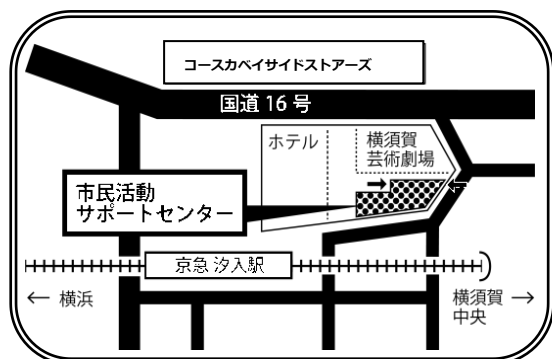 コースカベイサイドストアーズ
国道16号
ホテル
横須賀
芸術劇場
市民活動
サポートセンター
京急 汐入駅
← 横浜
横須賀 →
中央